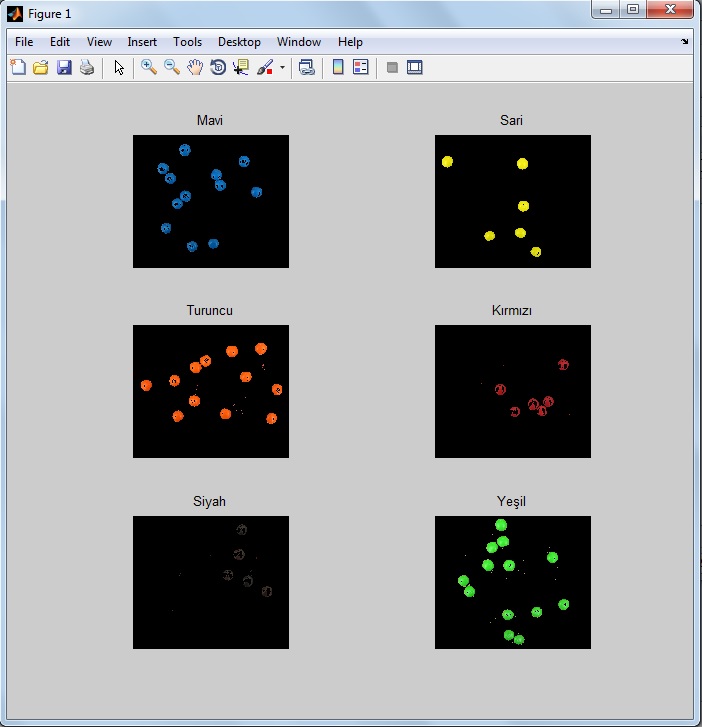 Figure 1
File Edit View Insert Tools Desktop Window Help
Mavi Sari
Turuncu Kırmızı
Siyah Yeşil